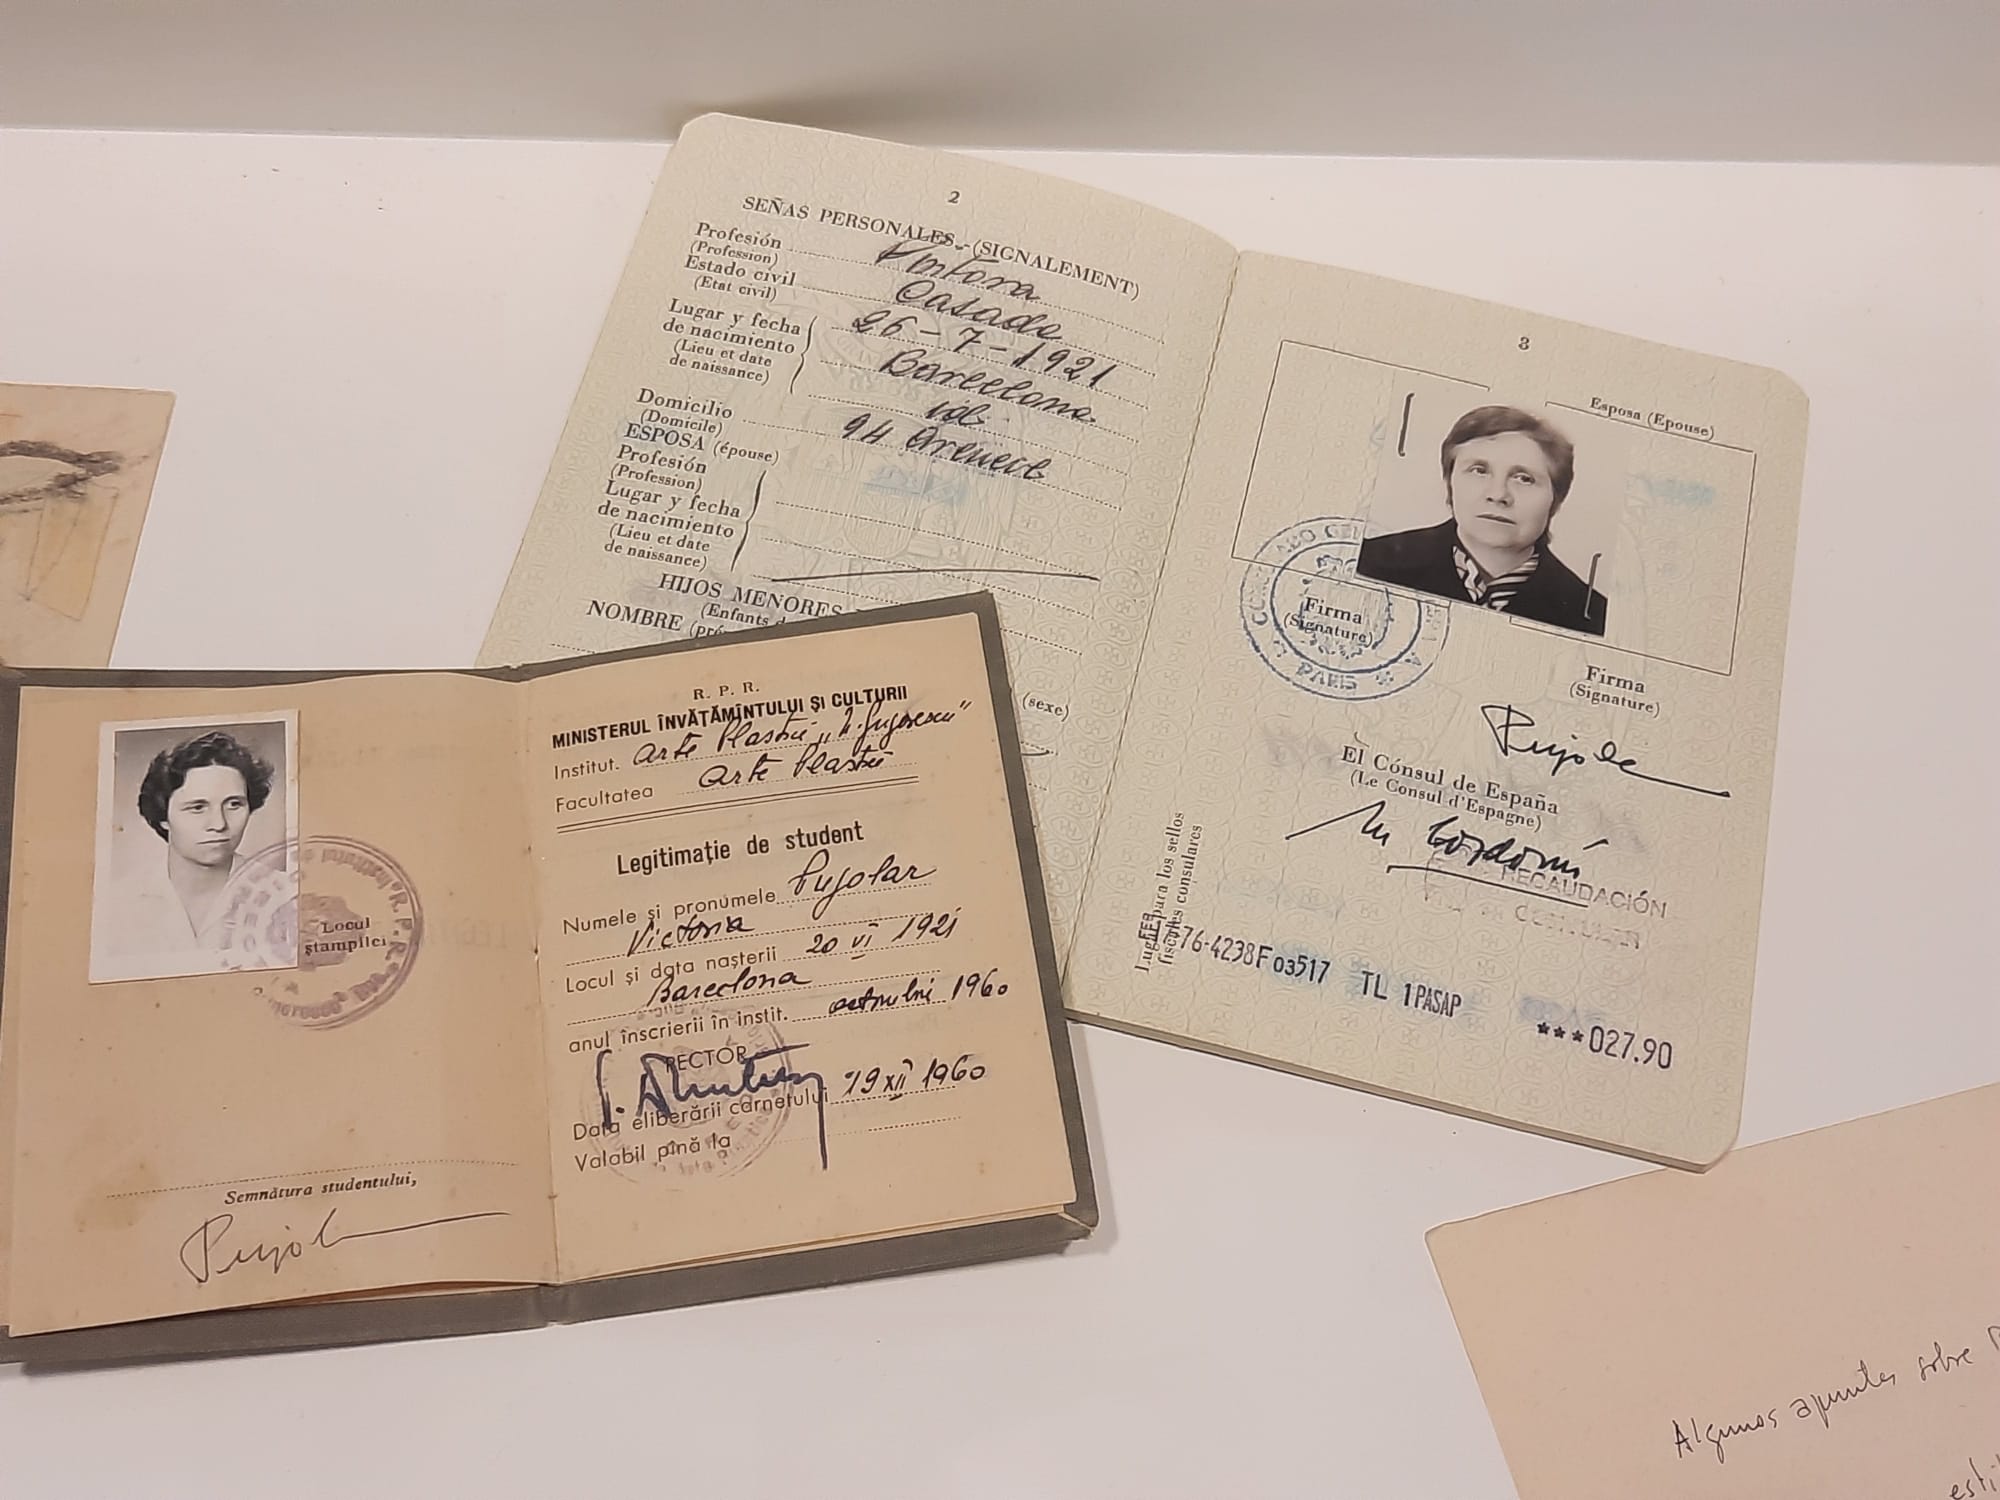 2
SEÑAS PERSONALES.-(SIGNALEMENT)
Profesión Pintora
(Profession)
Estado civil Casada
(Etat civil)
Lugar y fecha 26-7-1921
de nacimiento Barcelona
(Lieu et date
de naissance)
Domicilio
(Domicile) 94 Arcueil
ESPOSA (épouse)
Profesión
(Profession)
Lugar y fecha
de nacimiento
(Lieu et date
de naissance)
HIJOS MENORES
(Enfants
NOMBRE
(sexe)
3
Esposa (Epouse)
PARIS
Firma
(Signature)
Firma
(Signature)
El Cónsul de España
(Le Consul d'Espagne)
RECAUDACIÓN
Lugar para los sellos
fiscales consulares
FEB
17-76-4238F03517 TL 1PASAP
***027.90
R. P. R.
MINISTERUL ÎNVĂȚĂMÎNTULUI ȘI CULTURII
Institut. Arte Plastice
Facultatea Arte Plastice
Legitimație de student
Numele și pronumele Pujolar
Victoria
Locul și data nașterii 20 VI 1921
Barcelona
anul înscrierii în instit. octombrie 1960
RECTOR
Data eliberării carnetului 19 XII 1960
Valabil pînă la
Locul
ștampilei
Semnătura studentului,
Pujol
Algunos apuntes sobre